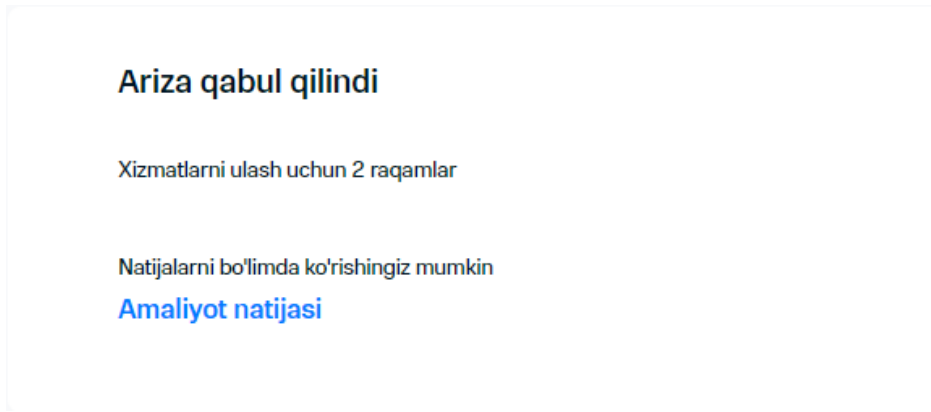 Ariza qabul qilindi
Xizmatlarni ulash uchun 2 raqamlar
Natijalarni bo'limda ko'rishingiz mumkin
Amaliyot natijasi